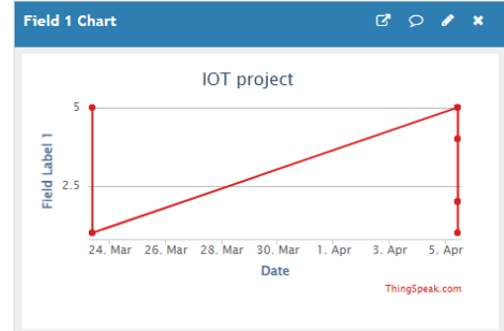 Field 1 Chart
IOT project
Field Label 1
5
2.5
24. Mar 26. Mar 28. Mar 30. Mar 1. Apr 3. Apr 5. Apr
Date
ThingSpeak.com